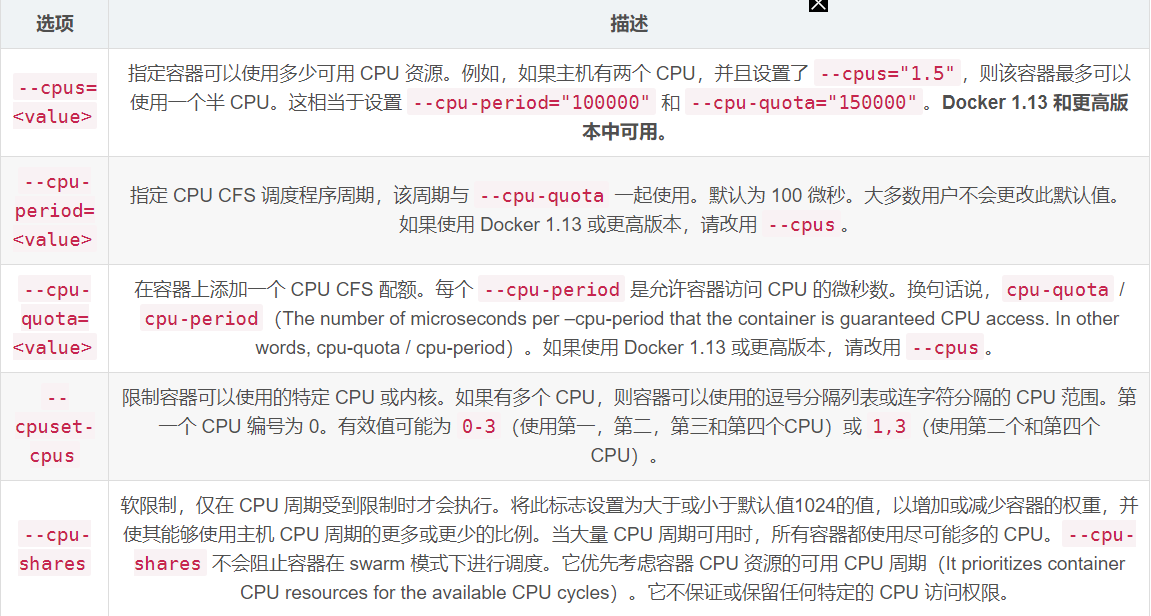 选项 描述
指定容器可以使用多少可用 CPU 资源。例如，如果主机有两个 CPU，并且设置了 --cpus="1.5"，则该容器最多可以
--cpus=
使用一个半 CPU。这相当于设置 --cpu-period="100000" 和 --cpu-quota="150000"。Docker 1.13 和更高版
<value>
本中可用。
--cpu-
指定 CPU CFS 调度程序周期，该周期与 --cpu-quota 一起使用。默认为 100 微秒。大多数用户不会更改此默认值。
period=
如果使用 Docker 1.13 或更高版本，请改用 --cpus。
<value>
--cpu-
在容器上添加一个 CPU CFS 配额。每个 --cpu-period 是允许容器访问 CPU 的微秒数。换句话说，cpu-quota /
quota=
cpu-period（The number of microseconds per –cpu-period that the container is guaranteed CPU access. In other
<value>
words, cpu-quota / cpu-period）。如果使用 Docker 1.13 或更高版本，请改用 --cpus。
--
限制容器可以使用的特定 CPU 或内核。如果有多个 CPU，则容器可以使用的逗号分隔列表或连字符分隔的 CPU 范围。第
cpuset-
一个 CPU 编号为 0。有效值可能为 0-3（使用第一，第二，第三和第四个CPU）或 1,3（使用第二个和第四个
cpus
CPU）。
软限制，仅在 CPU 周期受到限制时才会执行。将此标志设置为大于或小于默认值1024的值，以增加或减少容器的权重，并
--cpu-
使其能够使用主机 CPU 周期的更多或更少的比例。当大量 CPU 周期可用时，所有容器都使用尽可能多的 CPU。--cpu-
shares
shares 不会阻止容器在 swarm 模式下进行调度。它优先考虑容器 CPU 资源的可用 CPU 周期（It prioritizes container
CPU resources for the available CPU cycles）。它不保证或保留任何特定的 CPU 访问权限。